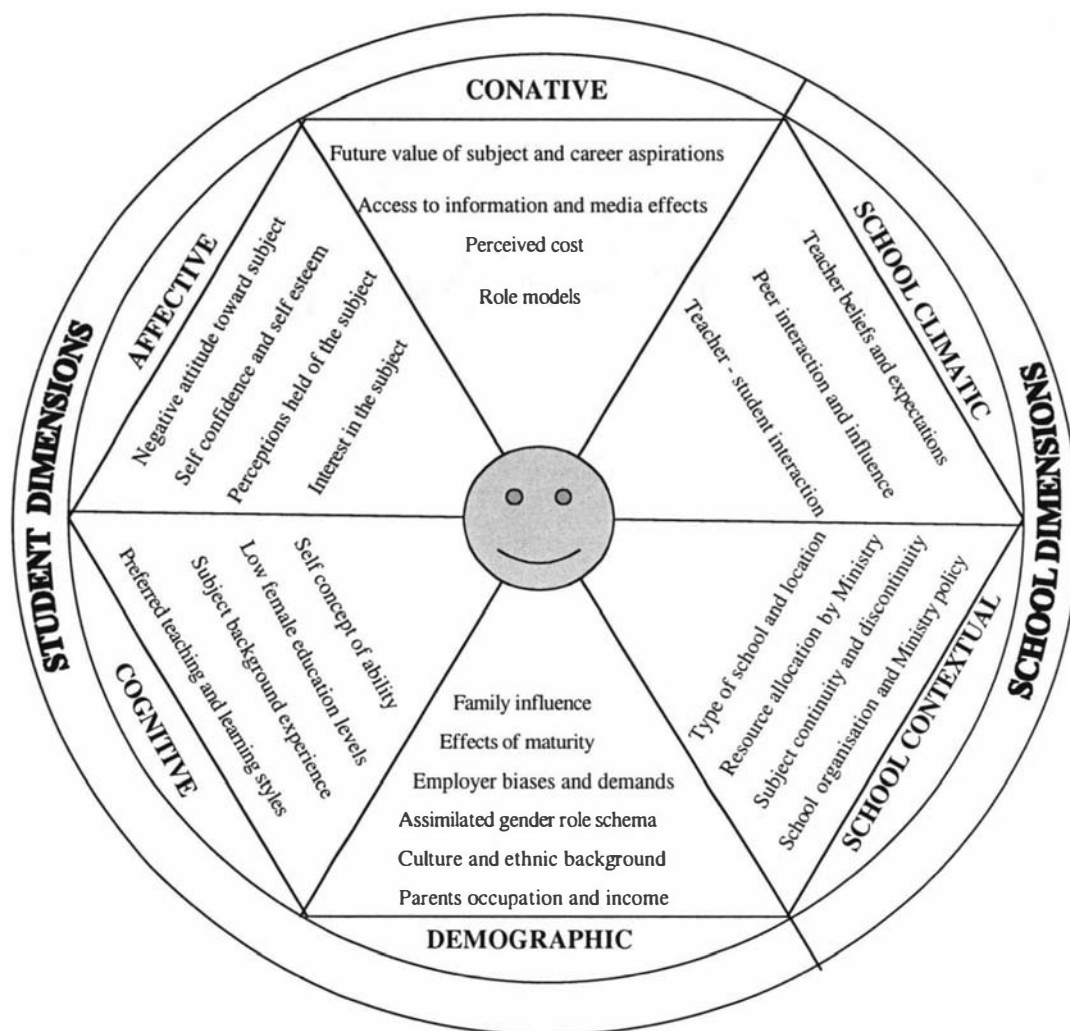 CONATIVE
Future value of subject and career aspirations
Access to information and media effects
Perceived cost
Role models
SCHOOL CLIMATIC
Teacher beliefs and expectations
Peer interaction and influence
Teacher - student interaction
SCHOOL DIMENSIONS
SCHOOL CONTEXTUAL
Type of school and location
Resource allocation by Ministry
Subject continuity and discontinuity
School organisation and Ministry policy
Family influence
Effects of maturity
Employer biases and demands
Assimilated gender role schema
Culture and ethnic background
Parents occupation and income
DEMOGRAPHIC
COGNITIVE
Preferred teaching and learning styles
Subject background experience
Low female education levels
Self concept of ability
STUDENT DIMENSIONS
AFFECTIVE
Negative attitude toward subject
Self confidence and self esteem
Perceptions held of the subject
Interest in the subject